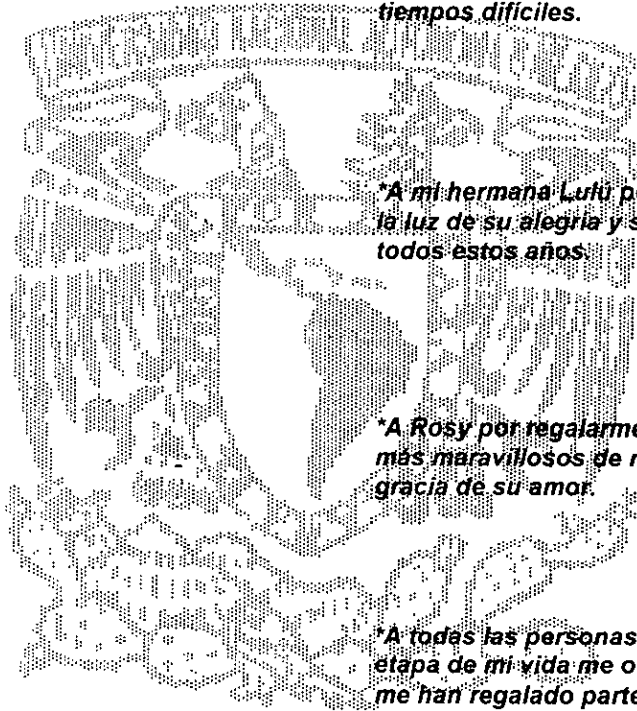 tiempos difíciles.
*A mi hermana Lulú p
la luz de su alegría y s
todos estos años.
*A Rosy por regalarme
más maravillosos de m
gracia de su amor.
*A todas las personas
etapa de mi vida me o
me han regalado parte